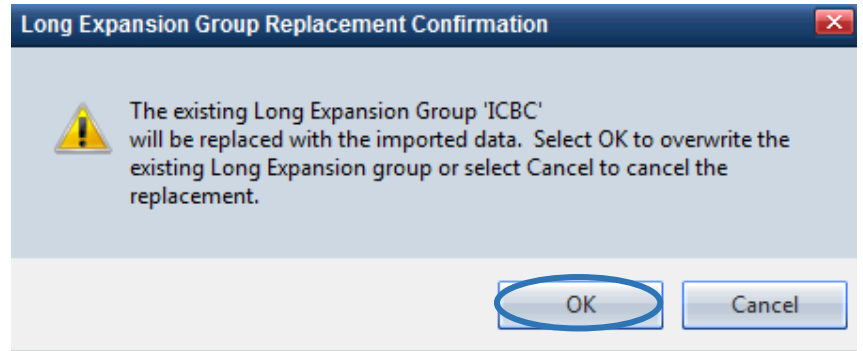 Long Expansion Group Replacement Confirmation
The existing Long Expansion Group 'ICBC'
will be replaced with the imported data.  Select OK to overwrite the
existing Long Expansion group or select Cancel to cancel the
replacement.
OK Cancel